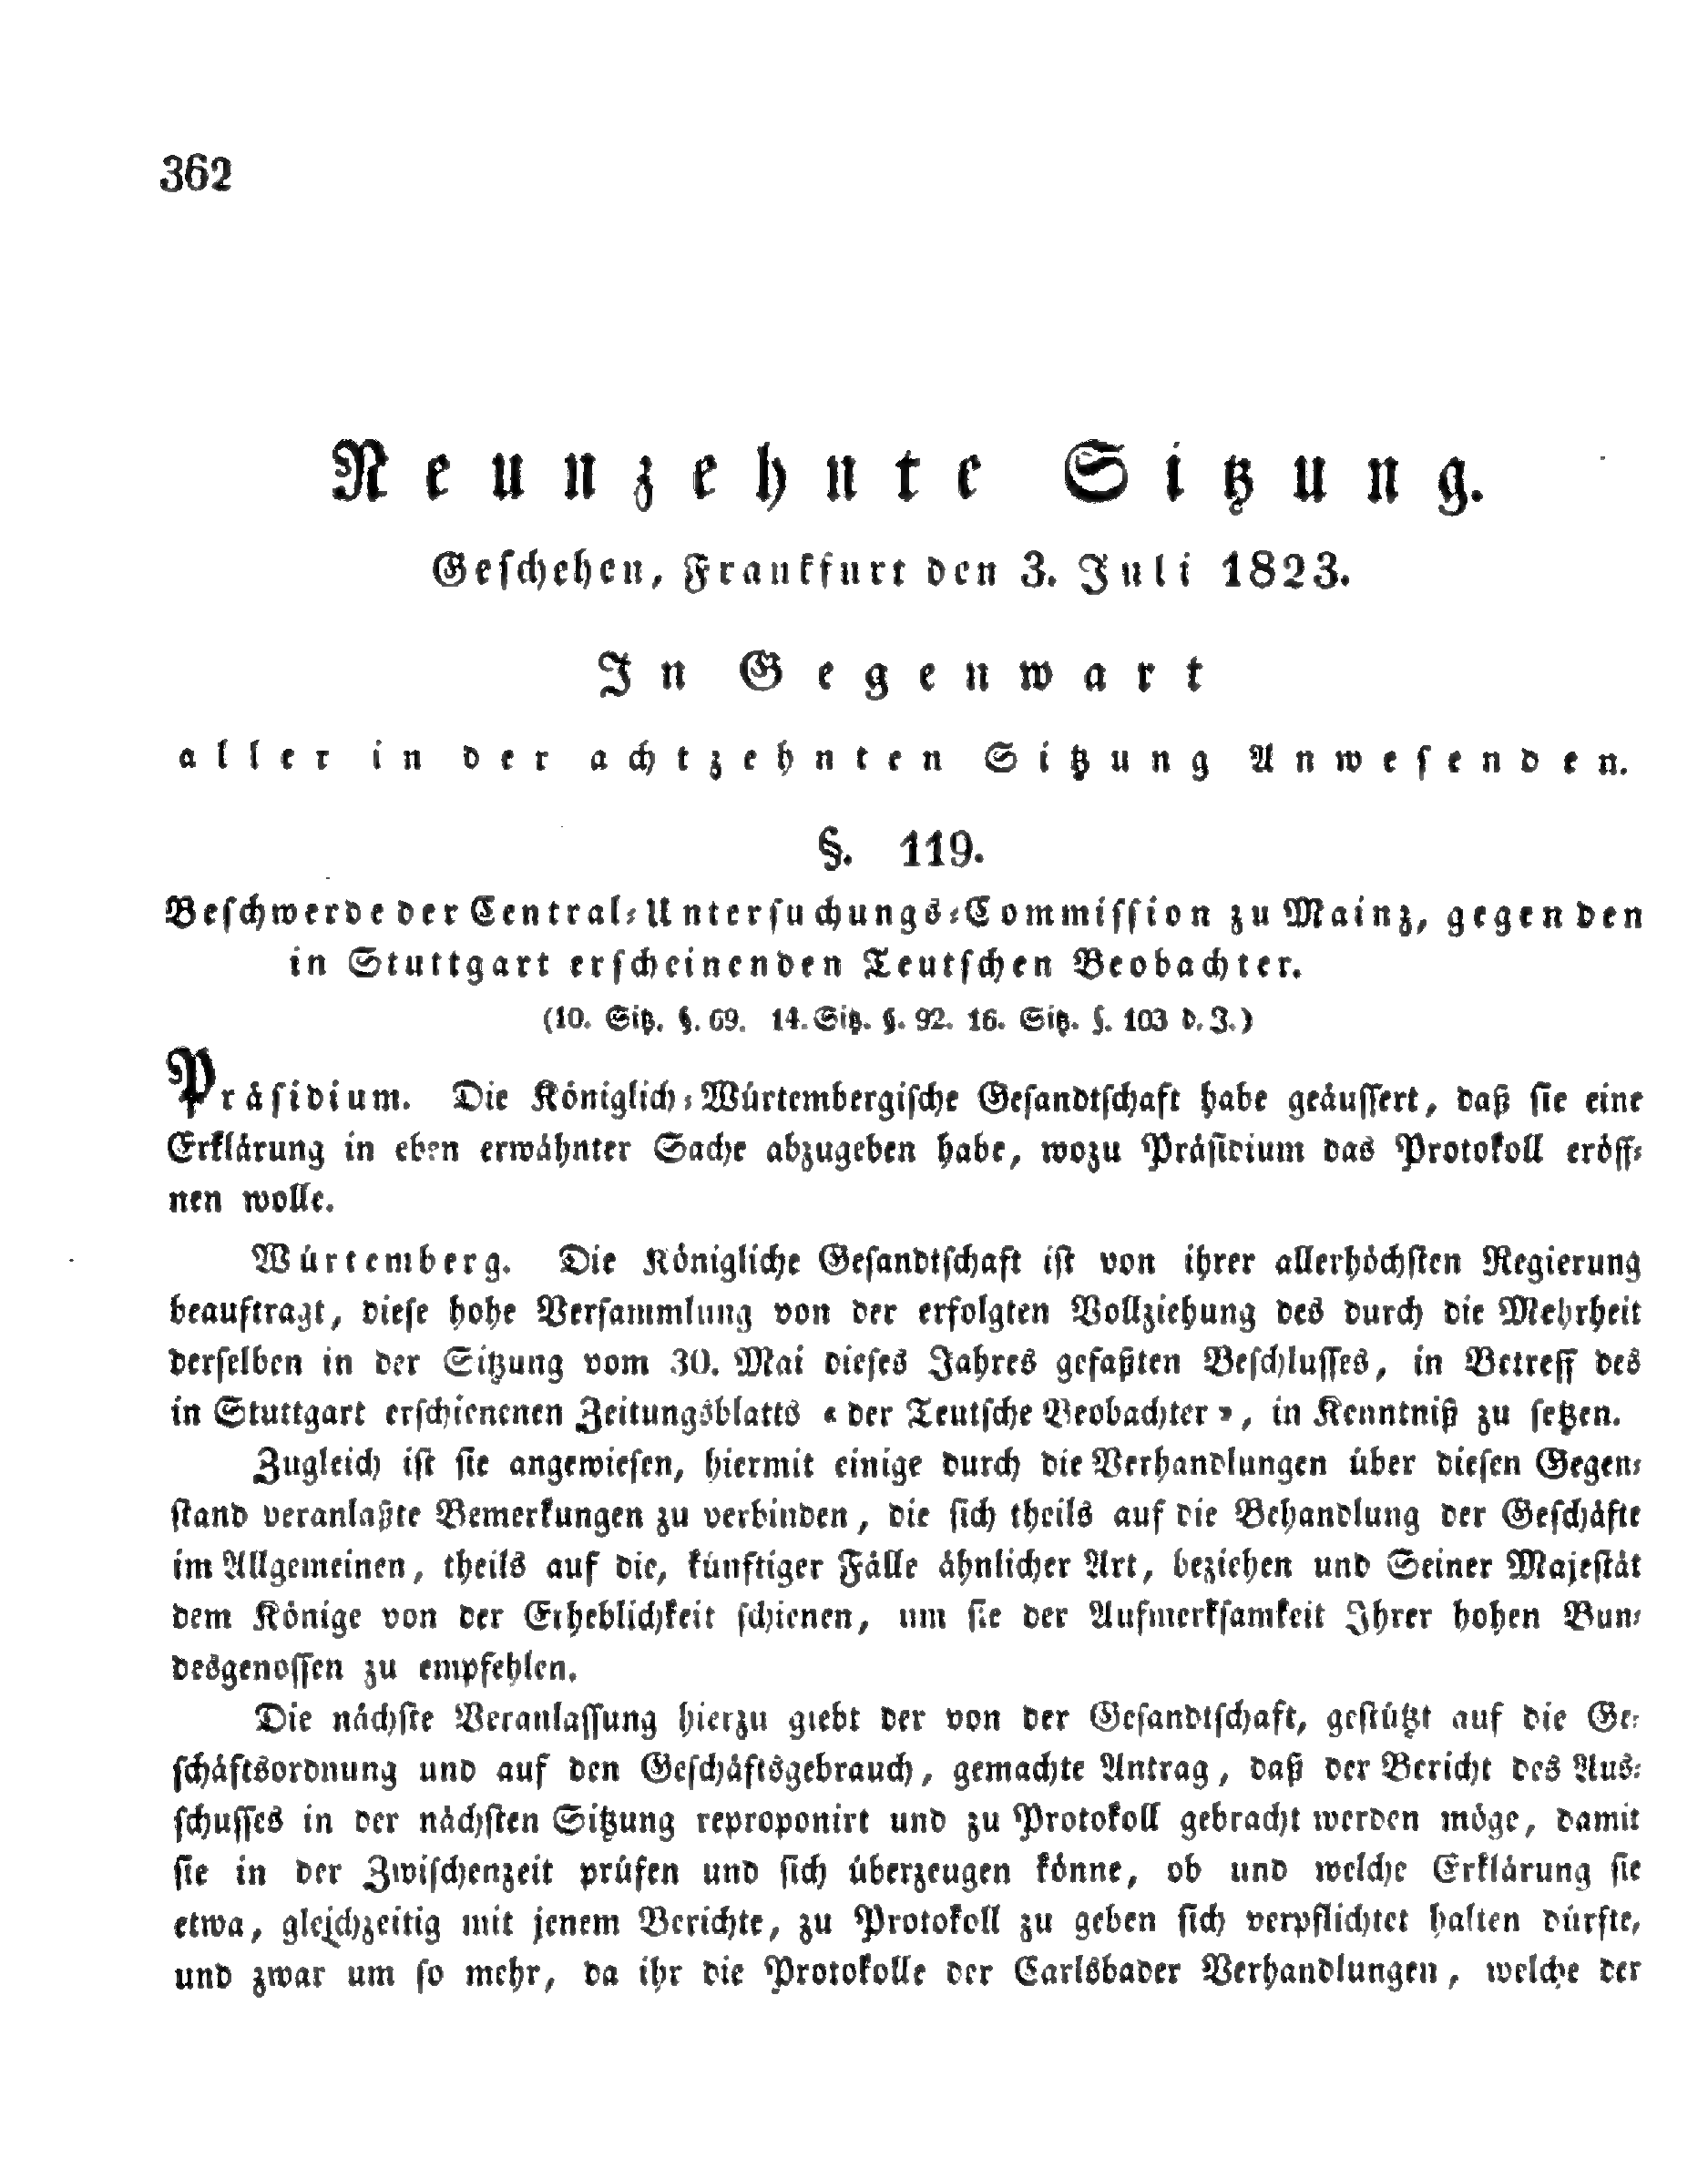 362
Neunzehnte Sitzung.
Geschehen, Frankfurt den 3. Juli 1823.
In Gegenwart
aller in der achtzehnten Sitzung Anwesenden.
§. 119.
Beschwerde der Central-Untersuchungs-Commission zu Mainz, gegen den
in Stuttgart erscheinenden Teutschen Beobachter.
(10. Sitz. §. 69. 14. Sitz. §. 92. 16. Sitz. §. 103 d. J.)
Präsidium. Die Königlich-Würtembergische Gesandtschaft habe geäussert, daß sie eine
Erklärung in eben erwähnter Sache abzugeben habe, wozu Präsidium das Protokoll eröff-
nen wolle.
Würtemberg. Die Königliche Gesandtschaft ist von ihrer allerhöchsten Regierung
beauftragt, diese hohe Versammlung von der erfolgten Vollziehung des durch die Mehrheit
derselben in der Sitzung vom 30. Mai dieses Jahres gefaßten Beschlusses, in Betreff des
in Stuttgart erschienenen Zeitungsblatts « der Teutsche Beobachter », in Kenntniß zu setzen.
Zugleich ist sie angewiesen, hiermit einige durch die Verhandlungen über diesen Gegen-
stand veranlaßte Bemerkungen zu verbinden, die sich theils auf die Behandlung der Geschäfte
im Allgemeinen, theils auf die, künftiger Fälle ähnlicher Art, beziehen und Seiner Majestät
dem Könige von der Erheblichkeit schienen, um sie der Aufmerksamkeit Ihrer hohen Bun-
desgenossen zu empfehlen.
Die nächste Veranlassung hierzu giebt der von der Gesandtschaft, gestützt auf die Ge-
schäftsordnung und auf den Geschäftsgebrauch, gemachte Antrag, daß der Bericht des Aus-
schusses in der nächsten Sitzung reproponirt und zu Protokoll gebracht werden möge, damit
sie in der Zwischenzeit prüfen und sich überzeugen könne, ob und welche Erklärung sie
etwa, gleichzeitig mit jenem Berichte, zu Protokoll zu geben sich verpflichtet halten dürfte,
und zwar um so mehr, da ihr die Protokolle der Carlsbader Verhandlungen, welche der